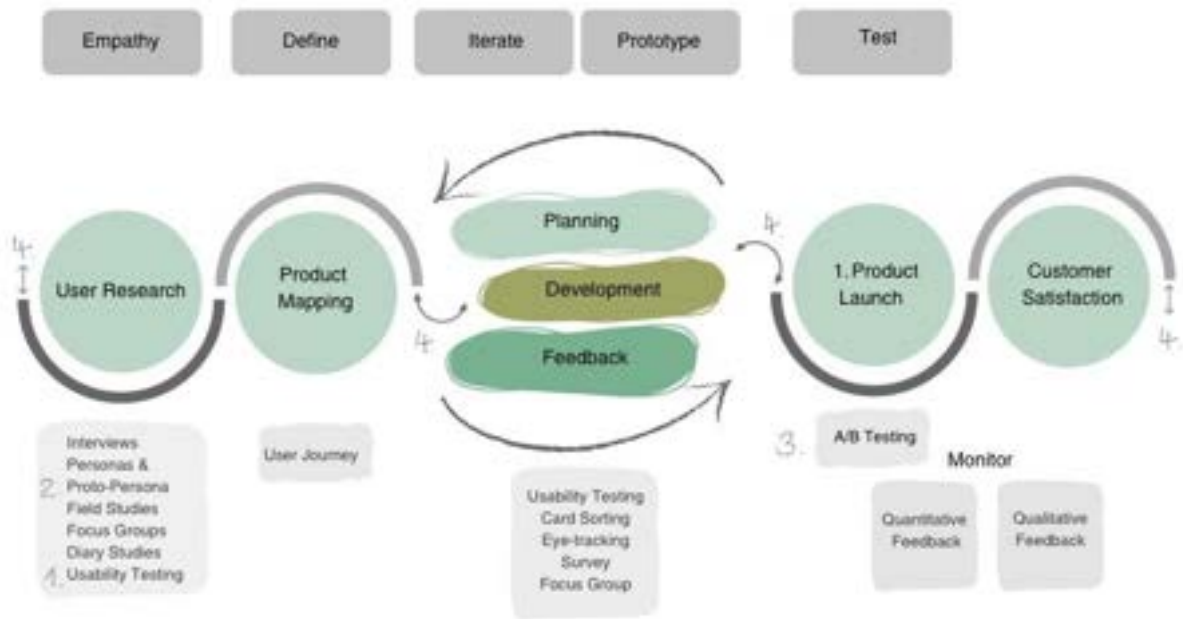 Empathy
Define
Iterate
Prototype
Test
4.
User Research
Product
Mapping
4
Planning
Development
Feedback
4
1. Product
Launch
Customer
Satisfaction
4.
Interviews
Personas &
2. Proto-Persona
Field Studies
Focus Groups
Diary Studies
1. Usability Testing
User Journey
Usability Testing
Card Sorting
Eye-tracking
Survey
Focus Group
3.
A/B Testing
Monitor
Quantitative
Feedback
Qualitative
Feedback